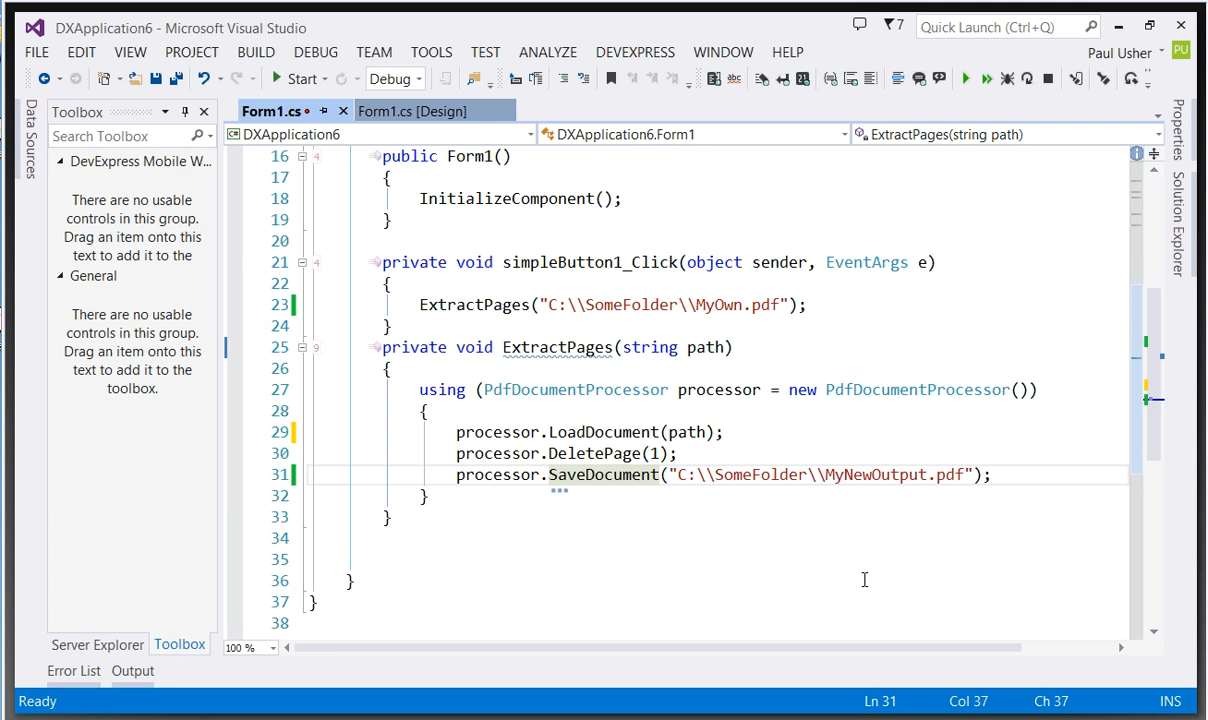 DXApplication6 - Microsoft Visual Studio
7
Quick Launch (Ctrl+Q)
FILE EDIT VIEW PROJECT BUILD DEBUG TEAM TOOLS TEST ANALYZE DEVEXPRESS WINDOW HELP
Paul Usher PU
Start Debug
Data Sources
Toolbox
Search Toolbox
DevExpress Mobile W...
There are no usable
controls in this group.
Drag an item onto this
text to add it to the
General
There are no usable
controls in this group.
Drag an item onto this
text to add it to the
toolbox.
Server Explorer Toolbox
Form1.cs Form1.cs [Design]
DXApplication6 DXApplication6.Form1 ExtractPages(string path)
16 4 public Form1()
17 {
18 InitializeComponent();
19 }
20
21 4 private void simpleButton1_Click(object sender, EventArgs e)
22 {
23 ExtractPages("C:\\SomeFolder\\MyOwn.pdf");
24 }
25 9 private void ExtractPages(string path)
26 {
27 using (PdfDocumentProcessor processor = new PdfDocumentProcessor())
28 {
29 processor.LoadDocument(path);
30 processor.DeletePage(1);
31 processor.SaveDocument("C:\\SomeFolder\\MyNewOutput.pdf");
32 }
33 }
34
35
36 }
37 }
38
100 %
Properties
Solution Explorer
Error List Output
Ready Ln 31 Col 37 Ch 37 INS